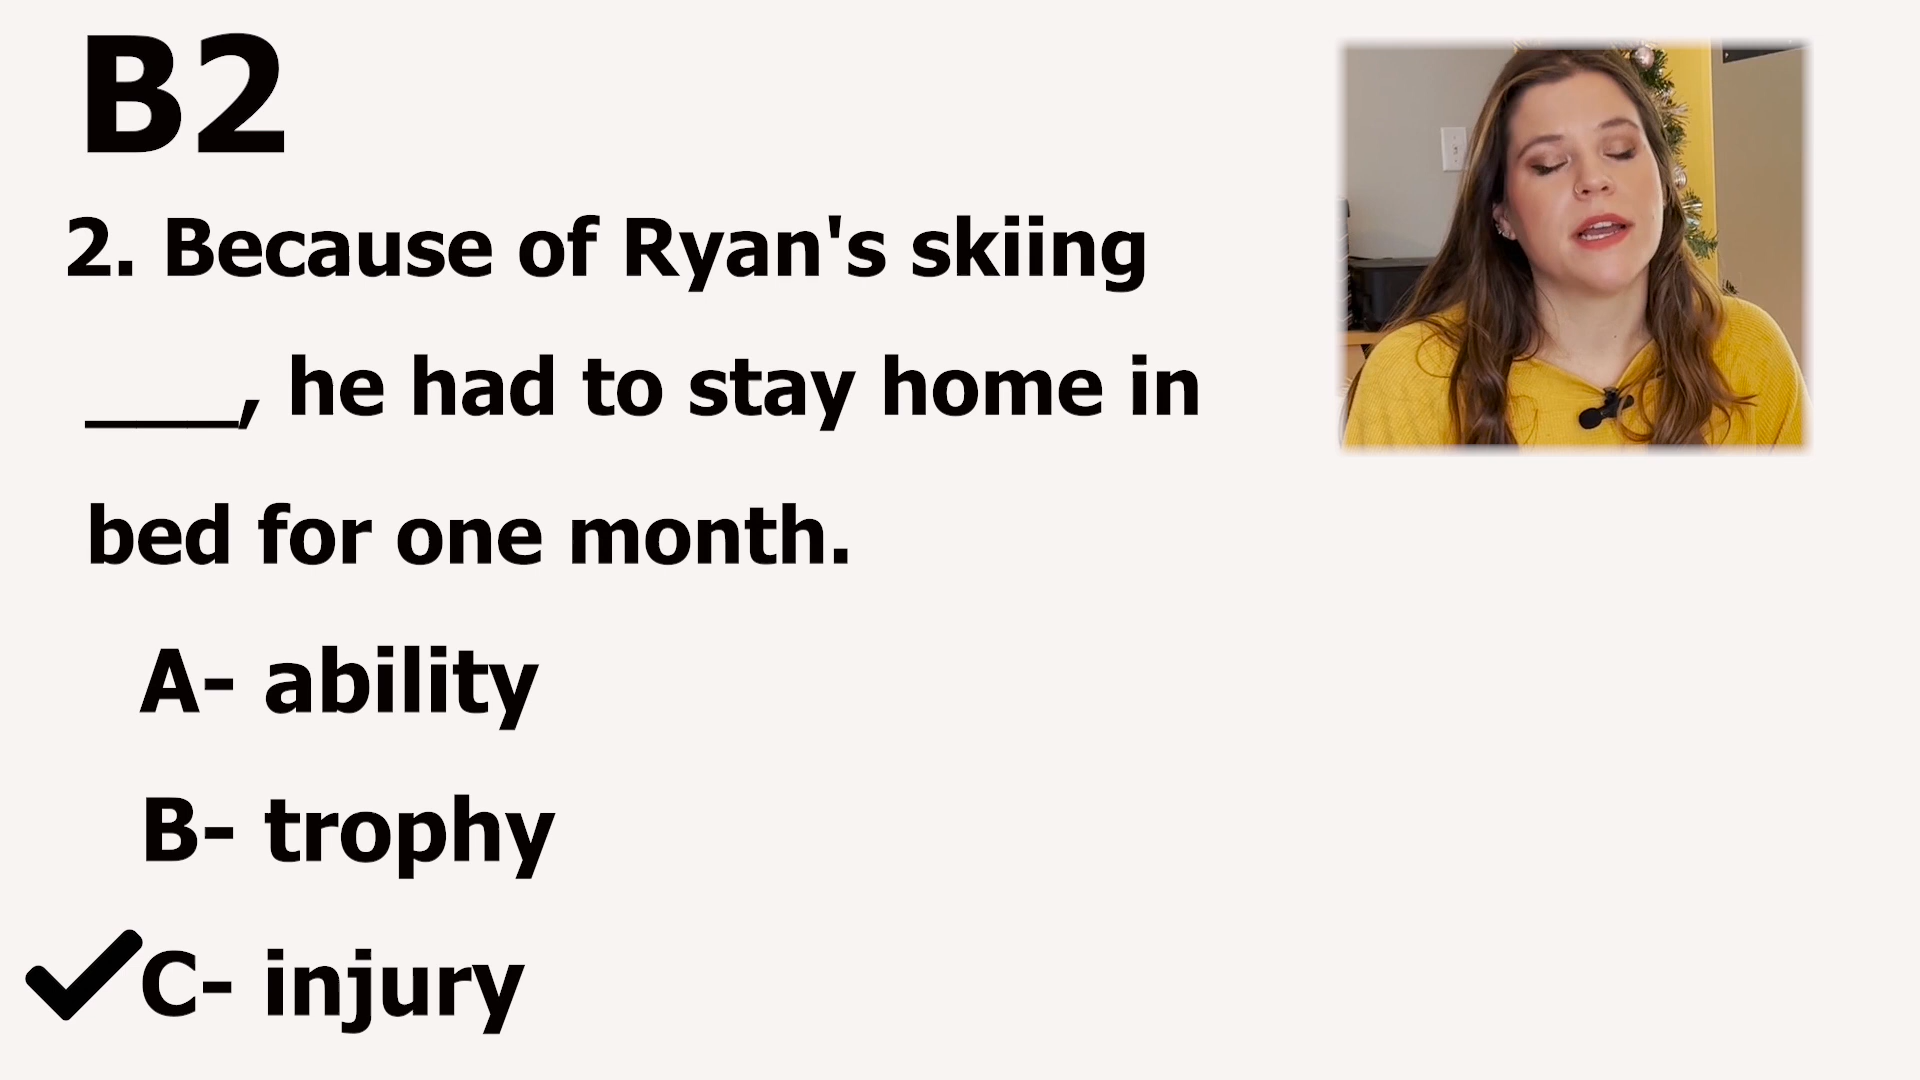 B2
2. Because of Ryan's skiing
___, he had to stay home in
bed for one month.
A- ability
B- trophy
C- injury